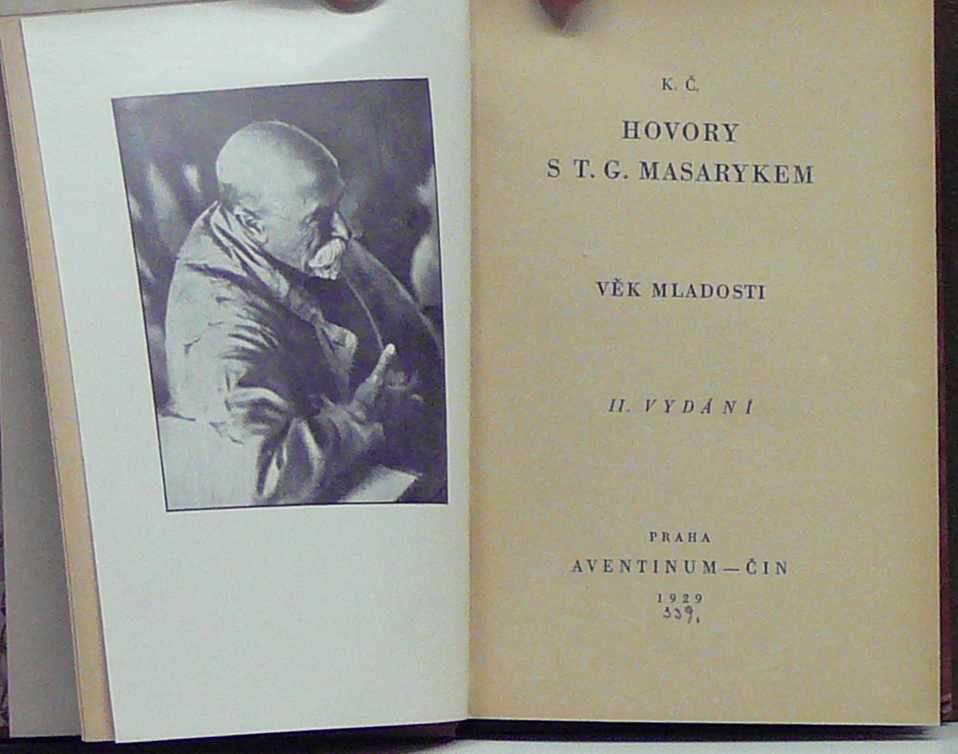 K. Č.
HOVORY
S T. G. MASARYKEM
VĚK MLADOSTI
II. VYDÁNÍ
PRAHA
AVENTINUM—ČIN
1929
339,